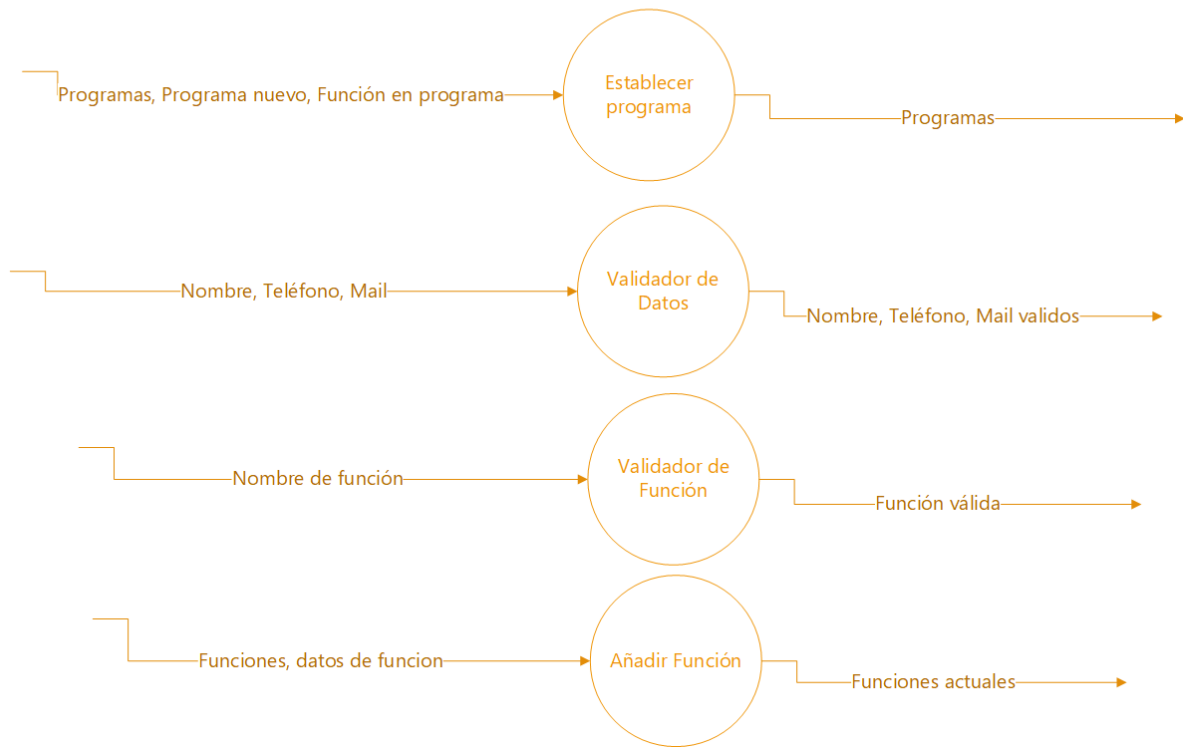 Establecer
programa
Programas, Programa nuevo, Función en programa
Programas
Validador de
Datos
Nombre, Teléfono, Mail
Nombre, Teléfono, Mail validos
Validador de
Función
Nombre de función
Función válida
Añadir Función
Funciones, datos de funcion
Funciones actuales